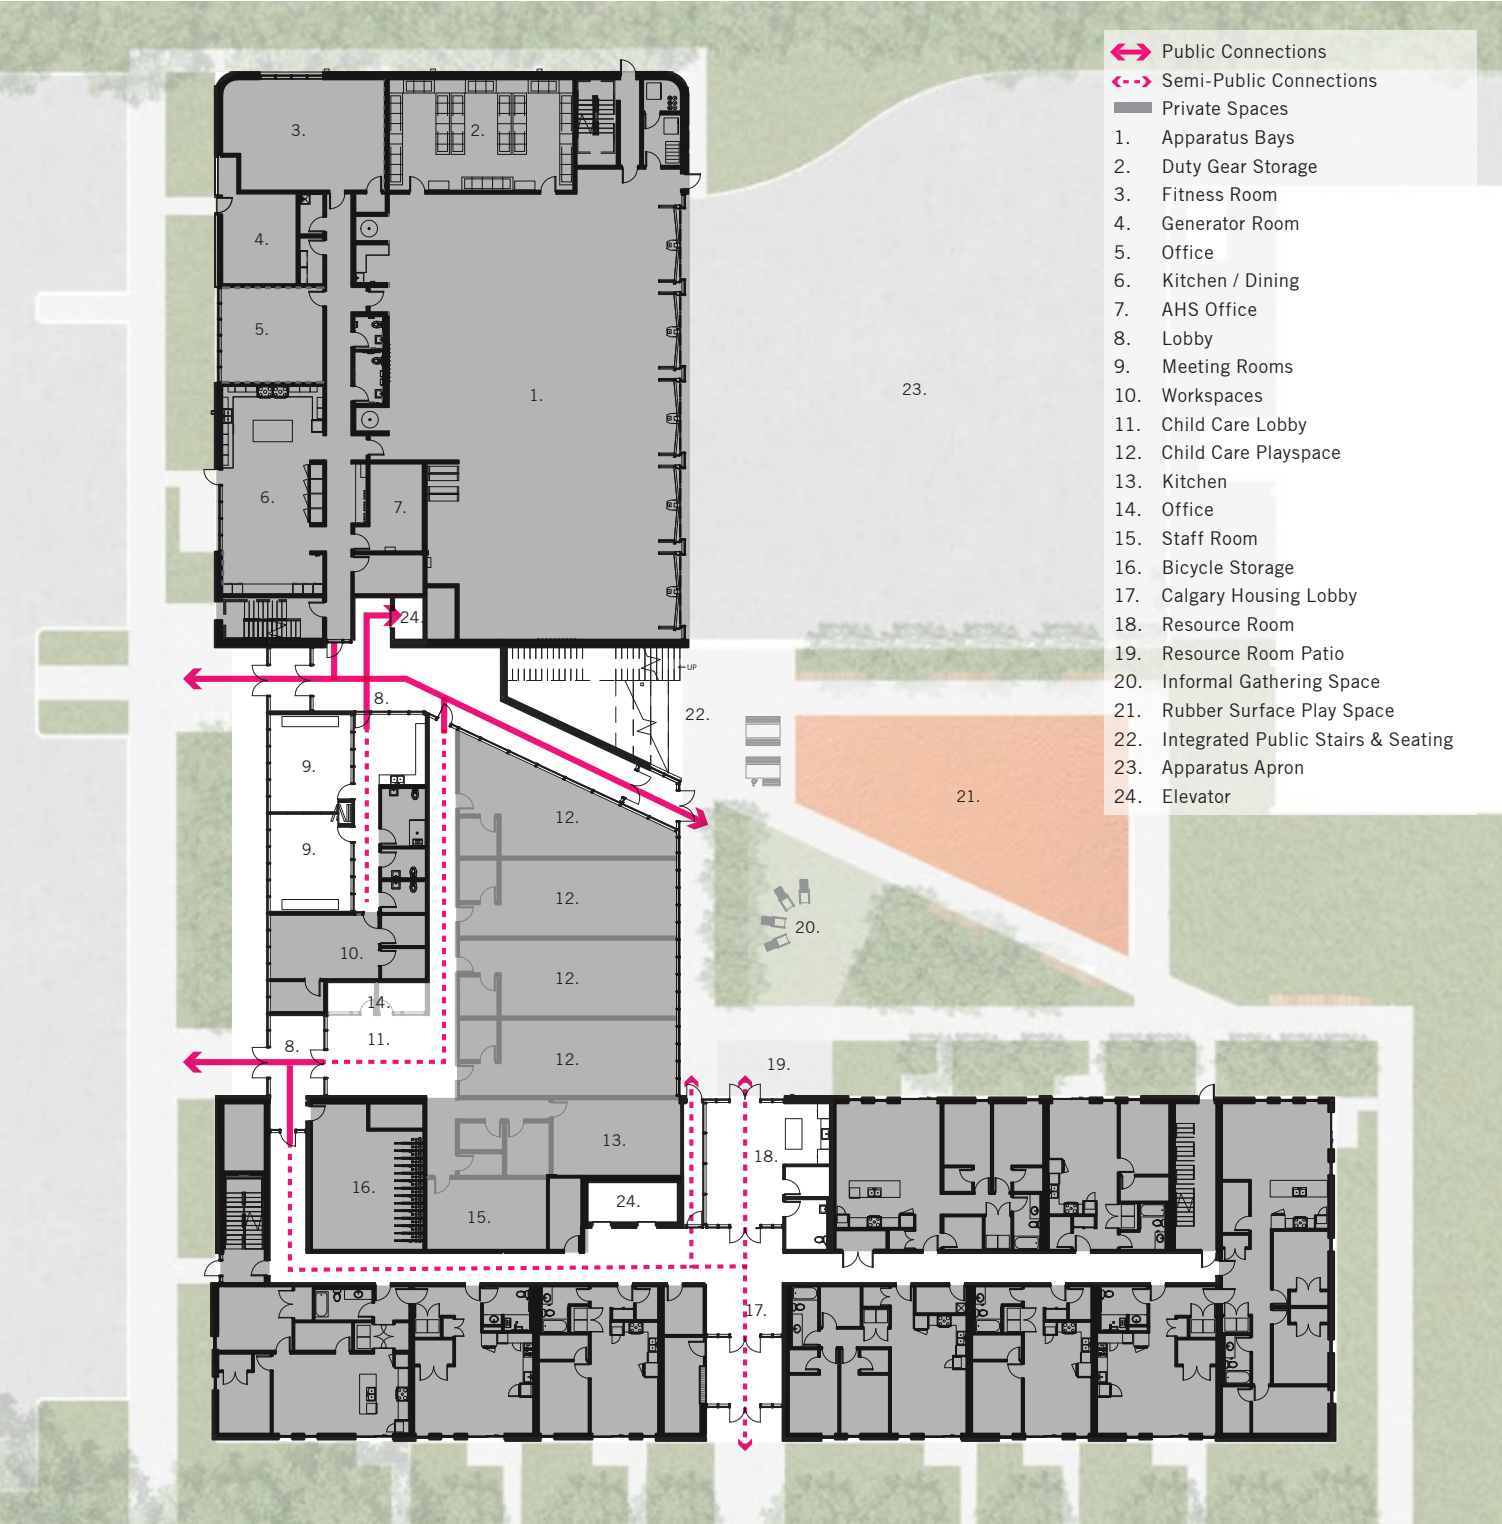 Public Connections
Semi-Public Connections
Private Spaces
1. Apparatus Bays
2. Duty Gear Storage
3. Fitness Room
4. Generator Room
5. Office
6. Kitchen / Dining
7. AHS Office
8. Lobby
9. Meeting Rooms
10. Workspaces
11. Child Care Lobby
12. Child Care Playspace
13. Kitchen
14. Office
15. Staff Room
16. Bicycle Storage
17. Calgary Housing Lobby
18. Resource Room
19. Resource Room Patio
20. Informal Gathering Space
21. Rubber Surface Play Space
22. Integrated Public Stairs & Seating
23. Apparatus Apron
24. Elevator
3.
2.
4.
5.
1.
23.
6.
7.
24.
UP
8.
22.
9.
21.
12.
9.
12.
20.
10.
12.
14.
11.
8.
12.
19.
13.
18.
16.
24.
15.
17.